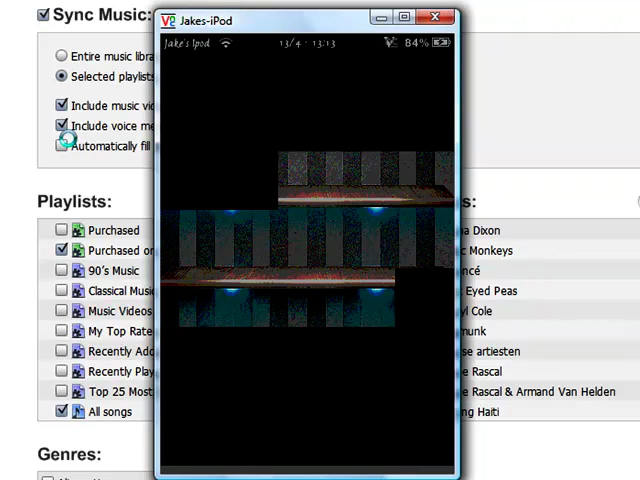 Sync Music:
Jakes-iPod
Jake's Ipod 13/4 - 13:13 84%
Entire music libra
Selected playlists
Include music vid
Include voice me
Automatically fill
Playlists:
s:
Purchased
a Dixon
Purchased on
c Monkeys
90's Music
ncé
Classical Music
Eyed Peas
Music Videos
yl Cole
My Top Rate
munk
Recently Add
se artiesten
Recently Play
e Rascal
Top 25 Most
e Rascal & Armand Van Helden
All songs
ng Haiti
Genres: